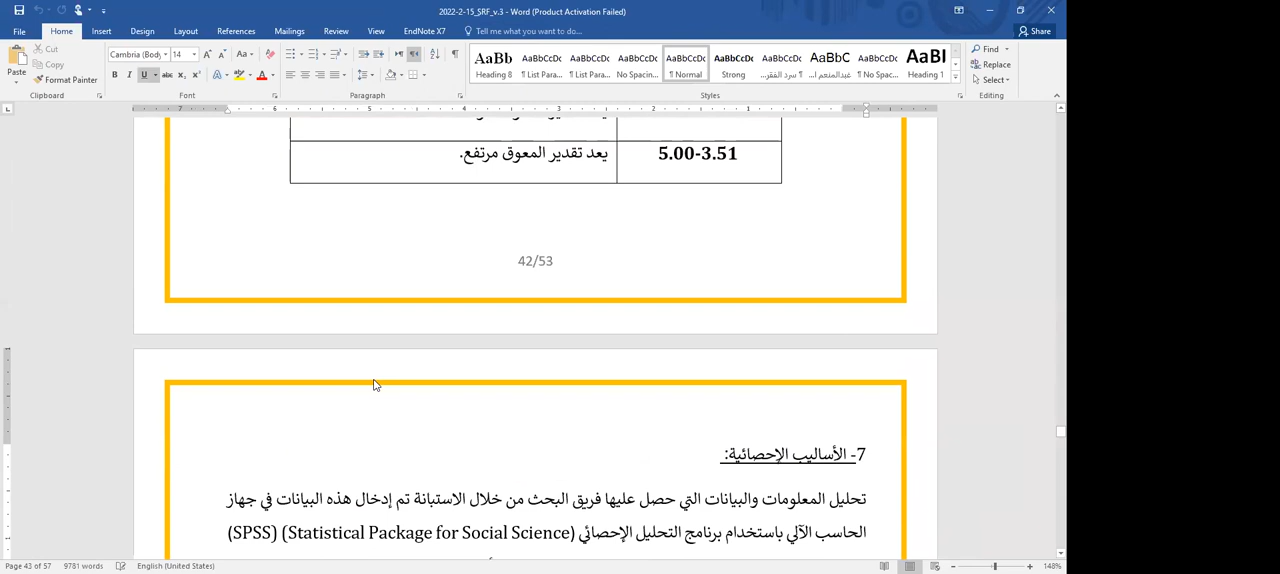 2022-2-15_SRF_v.3 - Word (Product Activation Failed)
File Home Insert Design Layout References Mailings Review View EndNote X7 Tell me what you want to do... Share
Cut
Copy
Format Painter
Paste
Clipboard
Cambria (Body 14
Paragraph
AaBb Heading 8
AaBbCcDc ¶ List Para...
AaBbCcDc ¶ List Para...
AaBbCcDc No Spacin...
AaBbCcDc ¶ Normal
AaBbCcDc Strong
AaBbCcDc سرد الفقر... ¶
AaBbC عبدالمنعم ا...
AaBbCcDc ¶ No Spac...
AaBI Heading 1
Styles
Find
Replace
Select
Editing
5.00-3.51 يعد تقدير المعوق مرتفع.
42/53
7- الأساليب الإحصائية:
تحليل المعلومات والبيانات التي حصل عليها فريق البحث من خلال الاستبانة تم إدخال هذه البيانات في جهاز
الحاسب الآلي باستخدام برنامج التحليل الإحصائي (Statistical Package for Social Science) (SPSS)
Page 43 of 57 9781 words English (United States) 148%